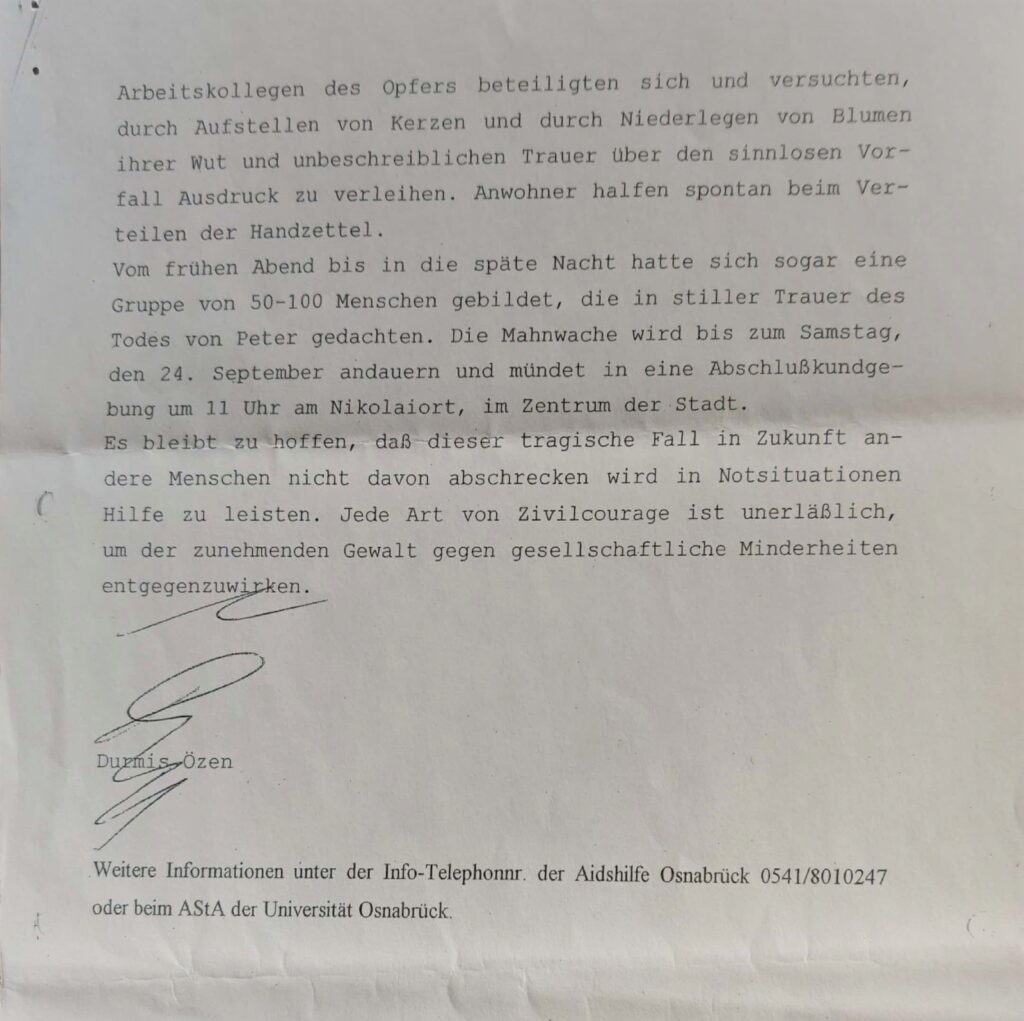 Arbeitskollegen des Opfers beteiligten sich und versuchten,
durch Aufstellen von Kerzen und durch Niederlegen von Blumen
ihrer Wut und unbeschreiblichen Trauer über den sinnlosen Vor-
fall Ausdruck zu verleihen. Anwohner halfen spontan beim Ver-
teilen der Handzettel.
Vom frühen Abend bis in die späte Nacht hatte sich sogar eine
Gruppe von 50-100 Menschen gebildet, die in stiller Trauer des
Todes von Peter gedachten. Die Mahnwache wird bis zum Samstag,
den 24. September andauern und mündet in eine Abschlußkundge-
bung um 11 Uhr am Nikolaiort, im Zentrum der Stadt.
Es bleibt zu hoffen, daß dieser tragische Fall in Zukunft an-
dere Menschen nicht davon abschrecken wird in Notsituationen
Hilfe zu leisten. Jede Art von Zivilcourage ist unerläßlich,
um der zunehmenden Gewalt gegen gesellschaftliche Minderheiten
entgegenzuwirken.
Durmis Özen
Weitere Informationen unter der Info-Telephonnr. der Aidshilfe Osnabrück 0541/8010247
oder beim AStA der Universität Osnabrück.